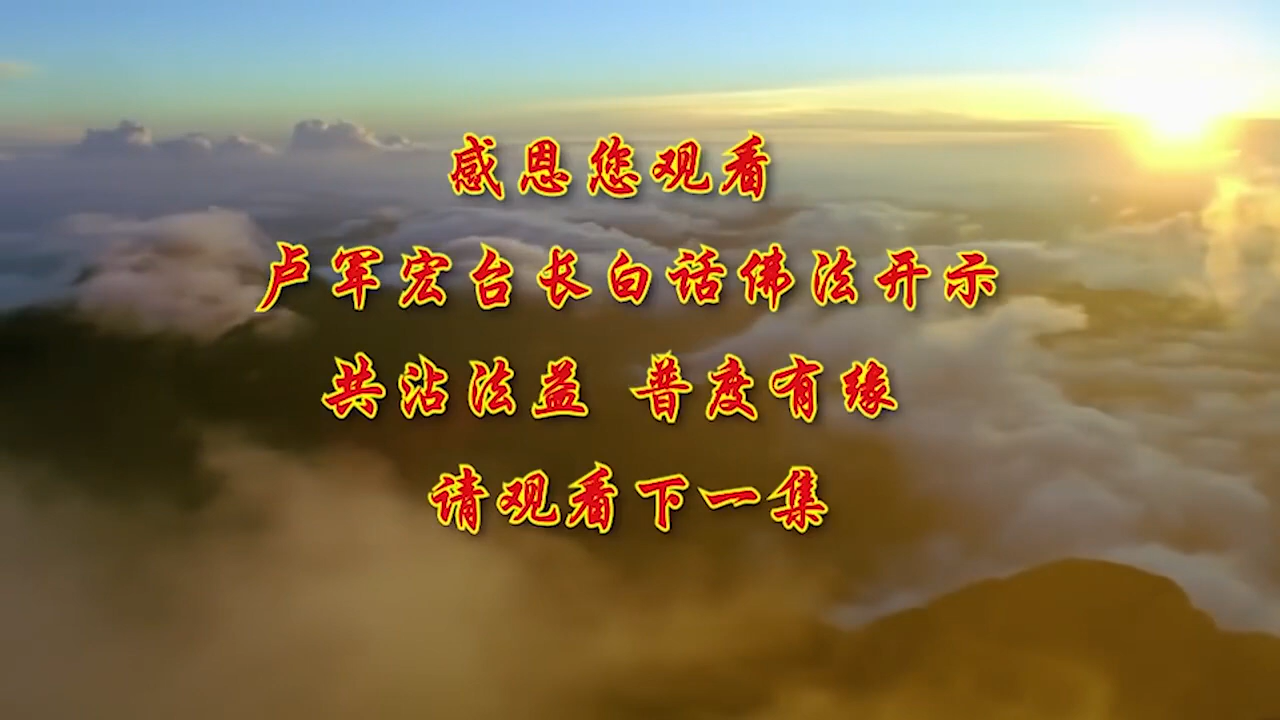 感恩您观看
卢军宏台长白话佛法开示
共沾法益 普度有缘
请观看下一集